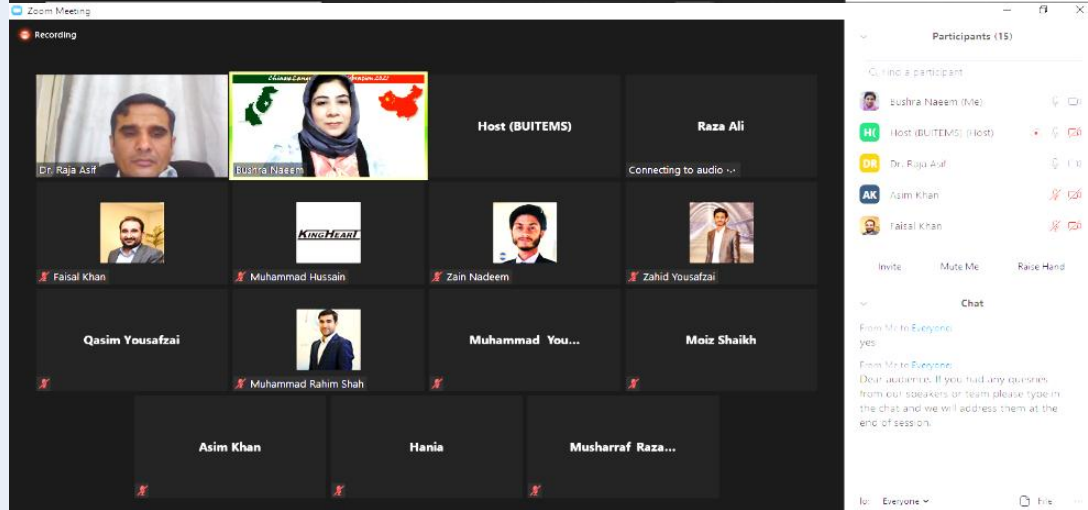 Zoom Meeting
Recording
Participants (15)
Find a participant
Dr. Raja Asif
Bushra Naeem
Host (BUITEMS)
Raza Ali
Connecting to audio
Faisal Khan
KINGHEART
Muhammad Hussain
Zain Nadeem
Zahid Yousafzai
Qasim Yousafzai
Muhammad Rahim Shah
Muhammad You...
Moiz Shaikh
Asim Khan
Hania
Musharraf Raza...
Bushra Naeem (Me)
H(
Host (BUITEMS) (Host)
DR
Dr. Raja Asif
AK
Asim Khan
Faisal Khan
Invite Mute Me Raise Hand
Chat
From Me to Everyone:
yes
From Me to Everyone:
Dear audience. If you had any quesries
from our speakers or team please type in
the chat and we will address them at the
end of session.
To: Everyone
File